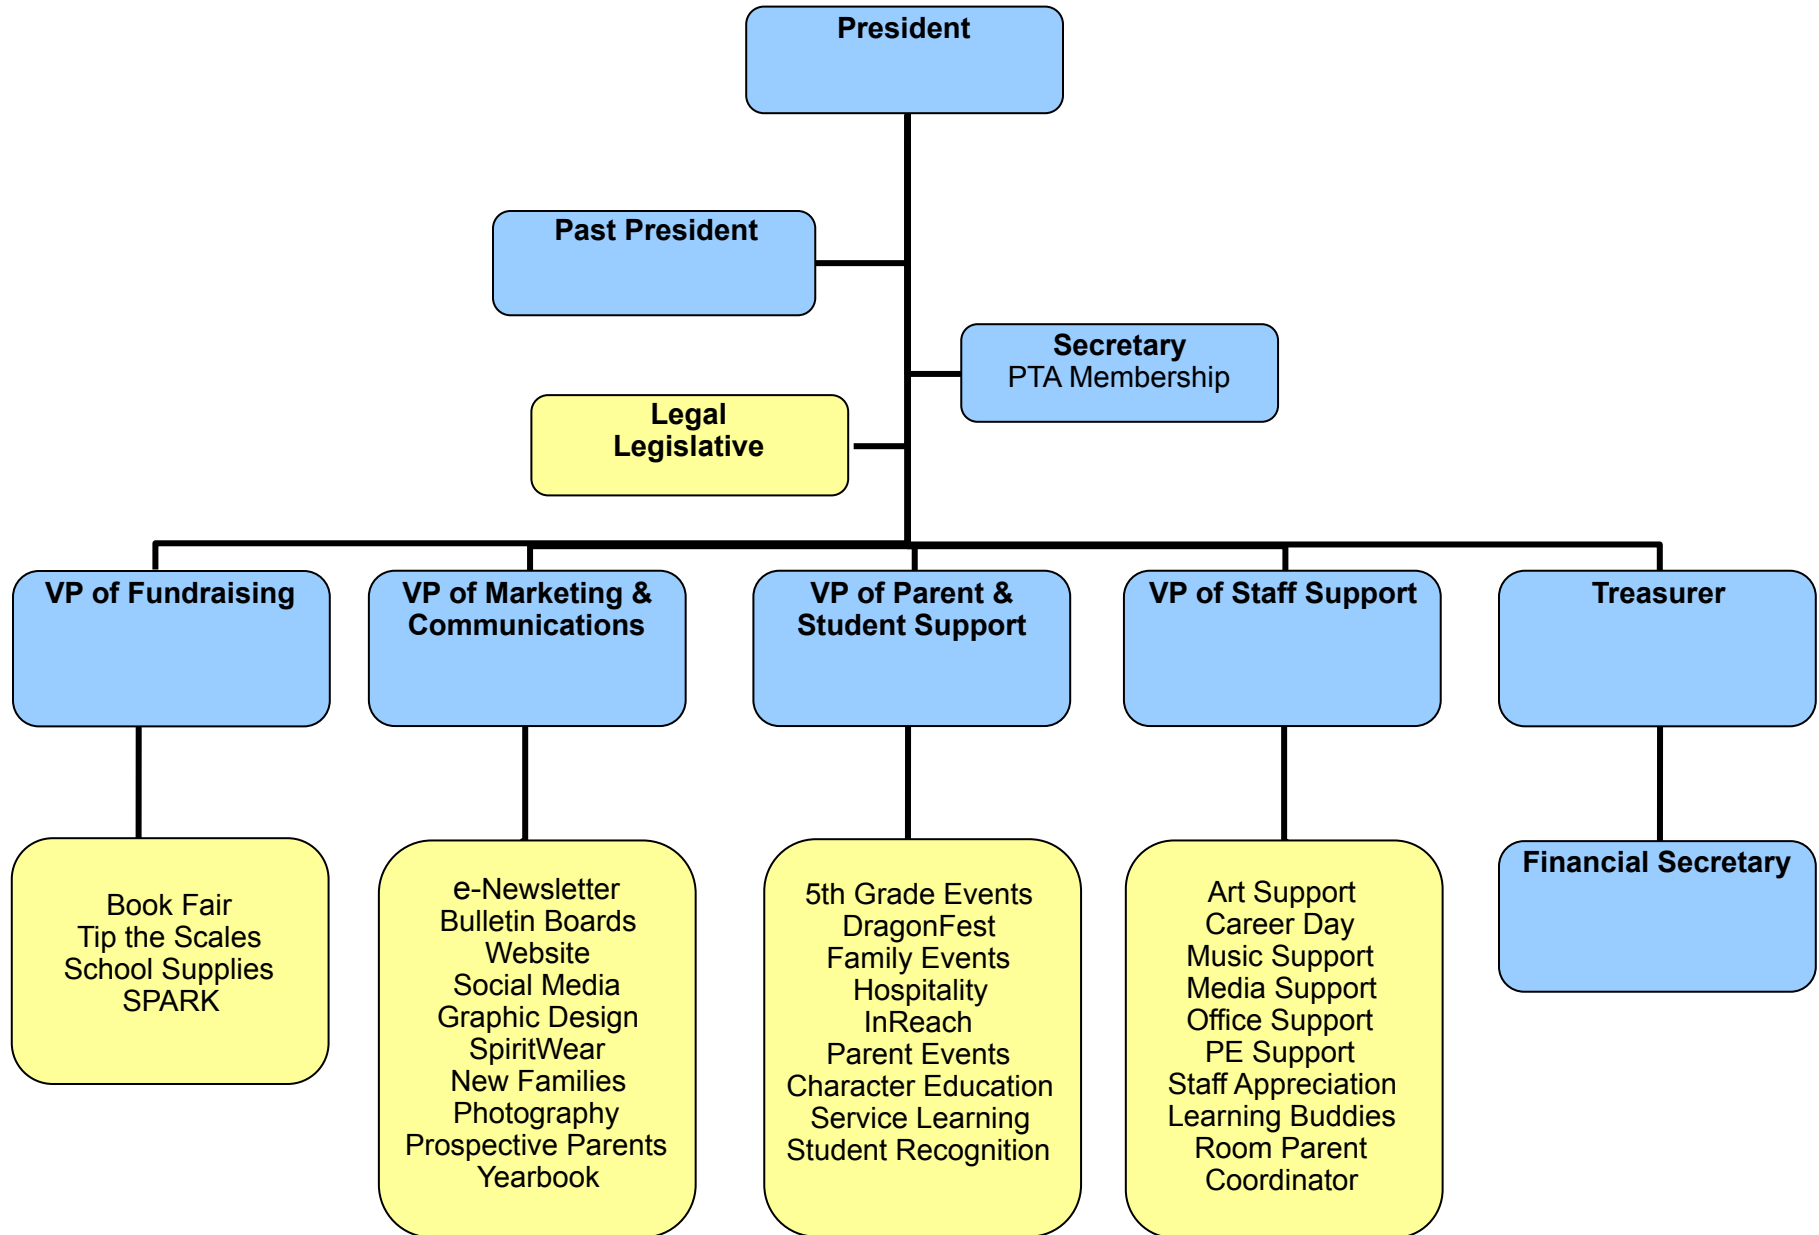 President
Past President
Secretary
PTA Membership
Legal
Legislative
VP of Fundraising
VP of Marketing &
Communications
VP of Parent &
Student Support
VP of Staff Support
Treasurer
Book Fair
Tip the Scales
School Supplies
SPARK
e-Newsletter
Bulletin Boards
Website
Social Media
Graphic Design
SpiritWear
New Families
Photography
Prospective Parents
Yearbook
5th Grade Events
DragonFest
Family Events
Hospitality
InReach
Parent Events
Character Education
Service Learning
Student Recognition
Art Support
Career Day
Music Support
Media Support
Office Support
PE Support
Staff Appreciation
Learning Buddies
Room Parent
Coordinator
Financial Secretary